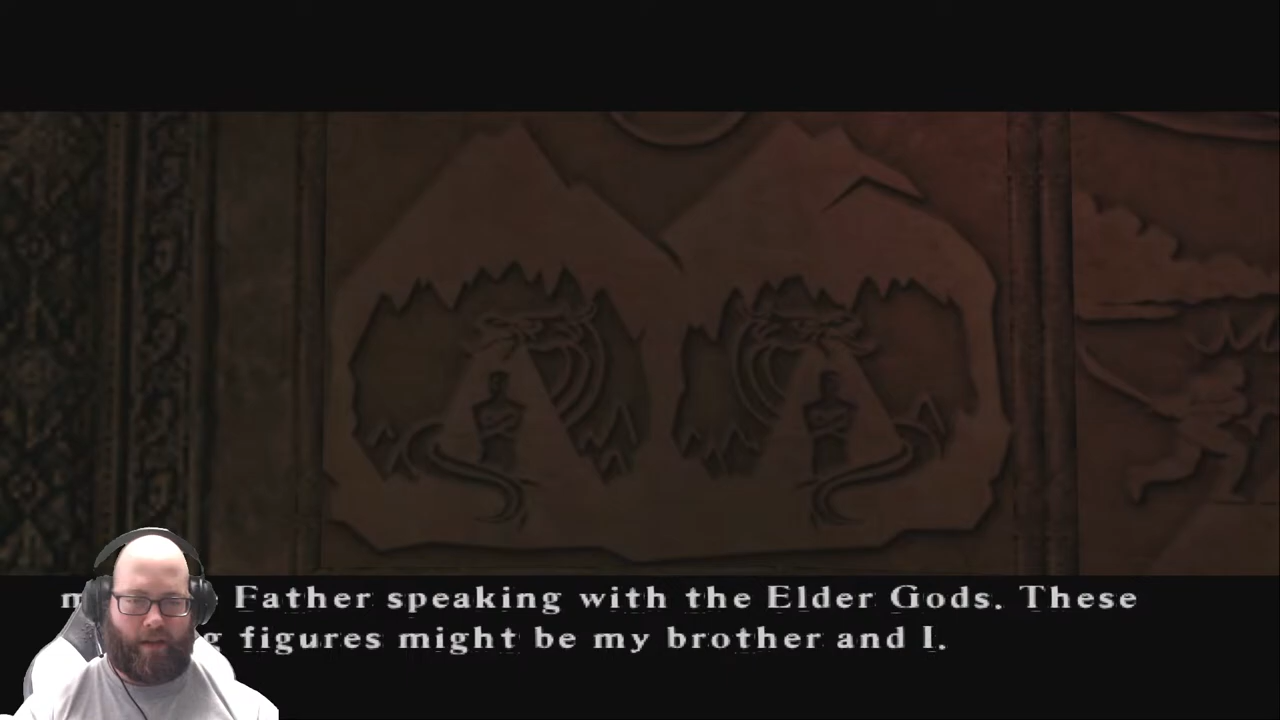 Father speaking with the Elder Gods. These
figures might be my brother and I.